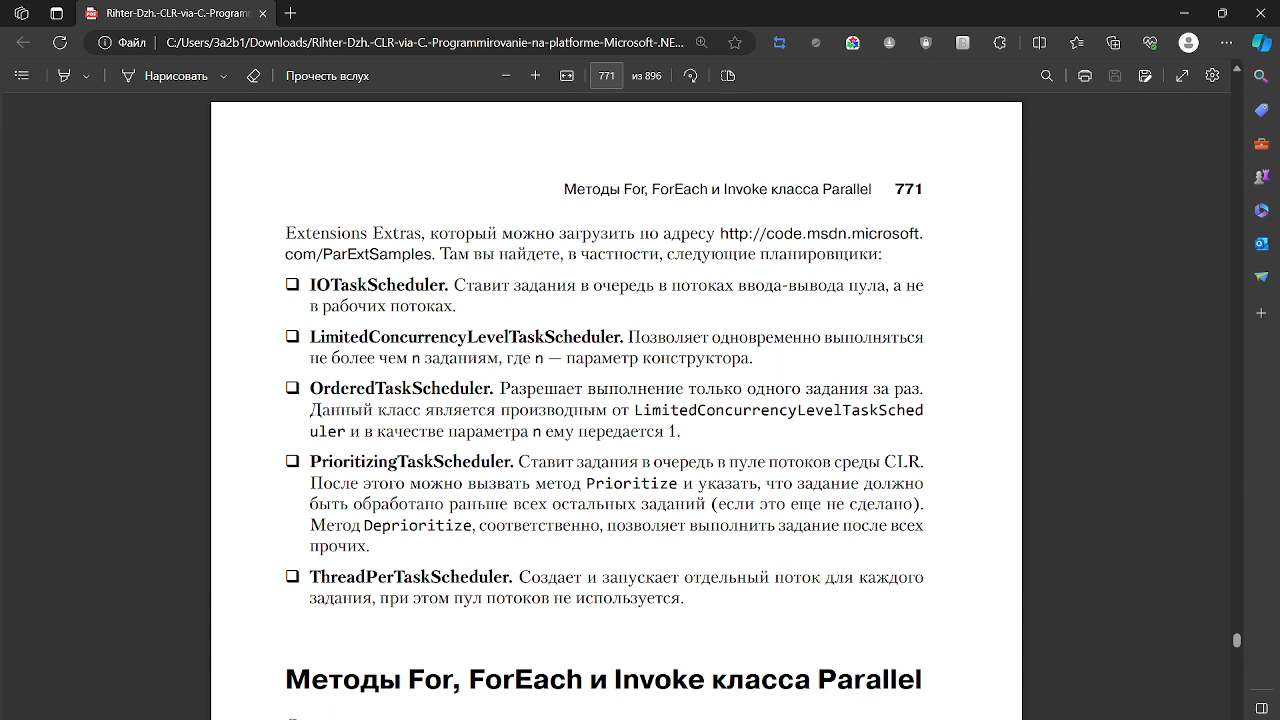 Rihter-Dzh.-CLR-via-C.-Programm
Файл
C:/Users/3a2b1/Downloads/Rihter-Dzh.-CLR-via-C.-Programmirovanie-na-platforme-Microsoft-.NE...
Нарисовать
Прочесть вслух
771
из 896
Методы For, ForEach и Invoke класса Parallel 771
Extensions Extras, который можно загрузить по адресу http://code.msdn.microsoft.
com/ParExtSamples. Там вы найдете, в частности, следующие планировщики:
❑ IOTaskScheduler. Ставит задания в очередь в потоках ввода-вывода пула, а не
в рабочих потоках.
❑ LimitedConcurrencyLevelTaskScheduler. Позволяет одновременно выполняться
не более чем n заданиям, где n — параметр конструктора.
❑ OrderedTaskScheduler. Разрешает выполнение только одного задания за раз.
Данный класс является производным от LimitedConcurrencyLevelTaskSched
uler и в качестве параметра n ему передается 1.
❑ PrioritizingTaskScheduler. Ставит задания в очередь в пуле потоков среды CLR.
После этого можно вызвать метод Prioritize и указать, что задание должно
быть обработано раньше всех остальных заданий (если это еще не сделано).
Метод Deprioritize, соответственно, позволяет выполнить задание после всех
прочих.
❑ ThreadPerTaskScheduler. Создает и запускает отдельный поток для каждого
задания, при этом пул потоков не используется.
Методы For, ForEach и Invoke класса Parallel